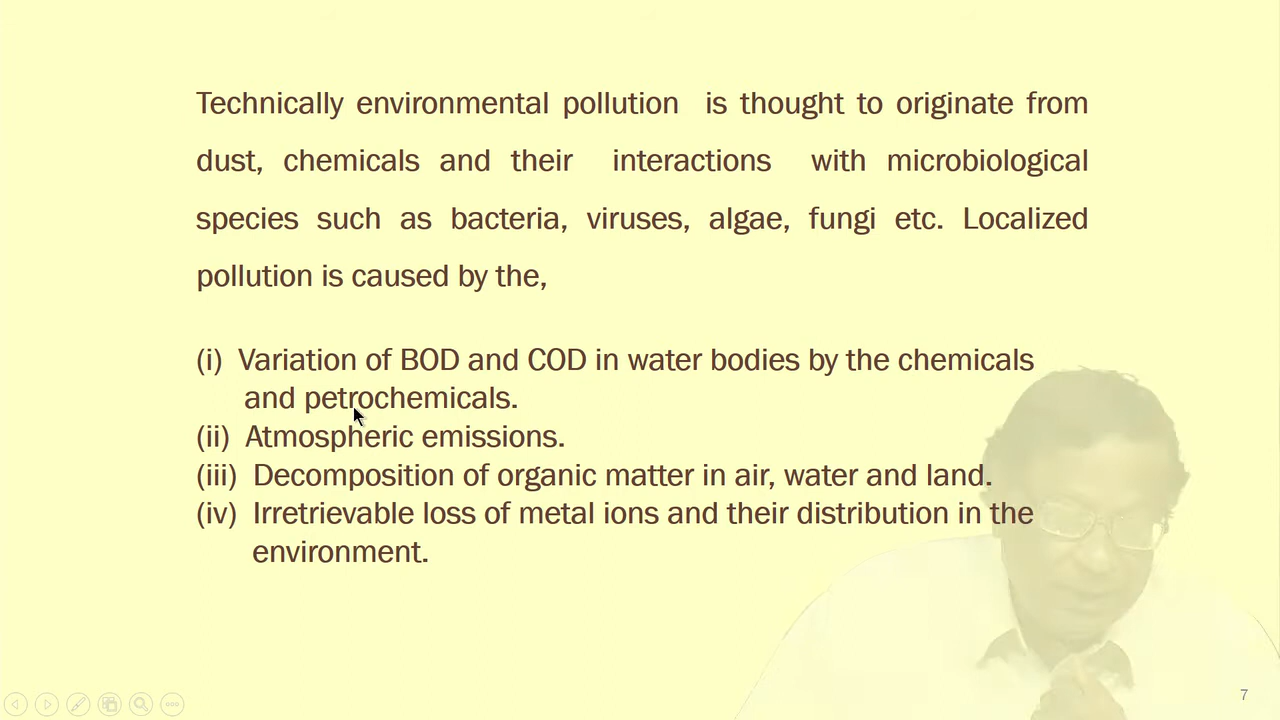 Technically environmental pollution is thought to originate from
dust, chemicals and their interactions with microbiological
species such as bacteria, viruses, algae, fungi etc. Localized
pollution is caused by the,
(i) Variation of BOD and COD in water bodies by the chemicals
and petrochemicals.
(ii) Atmospheric emissions.
(iii) Decomposition of organic matter in air, water and land.
(iv) Irretrievable loss of metal ions and their distribution in the
environment.
7